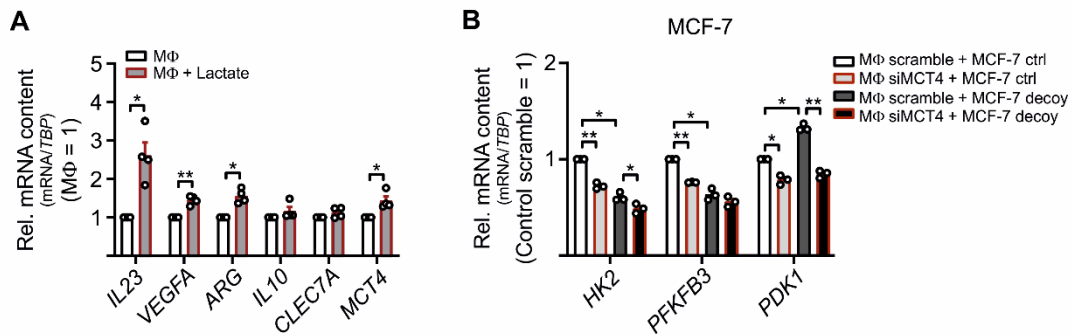 A
Rel. mRNA content
(mRNA/TBP)
(MΦ = 1)
5
4
3
2
1
MΦ
MΦ + Lactate
*
**
*
*
IL23
VEGFA
ARG
IL10
CLEC7A
MCT4
B
MCF-7
Rel. mRNA content
(mRNA/TBP)
(Control scramble = 1)
2
1
MΦ scramble + MCF-7 ctrl
MΦ siMCT4 + MCF-7 ctrl
MΦ scramble + MCF-7 decoy
MΦ siMCT4 + MCF-7 decoy
*
**
*
*
**
*
*
**
HK2
PFKFB3
PDK1